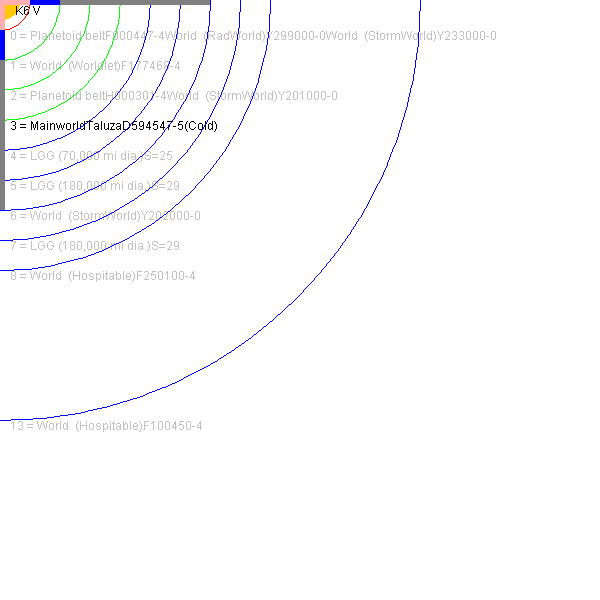 K6 V
0 = Planetoid beltF000447-4World  (RadWorld)Y299000-0World  (StormWorld)Y233000-0
1 = World  (Worldlet)F177468-4
2 = Planetoid beltH000301-4World  (StormWorld)Y201000-0
3 = MainworldTaluzaD594547-5(Cold)
4 = LGG (70,000 mi dia.)S=25
5 = LGG (180,000 mi dia.)S=29
6 = World  (StormWorld)Y202000-0
7 = LGG (180,000 mi dia.)S=29
8 = World  (Hospitable)F250100-4
13 = World  (Hospitable)F100450-4